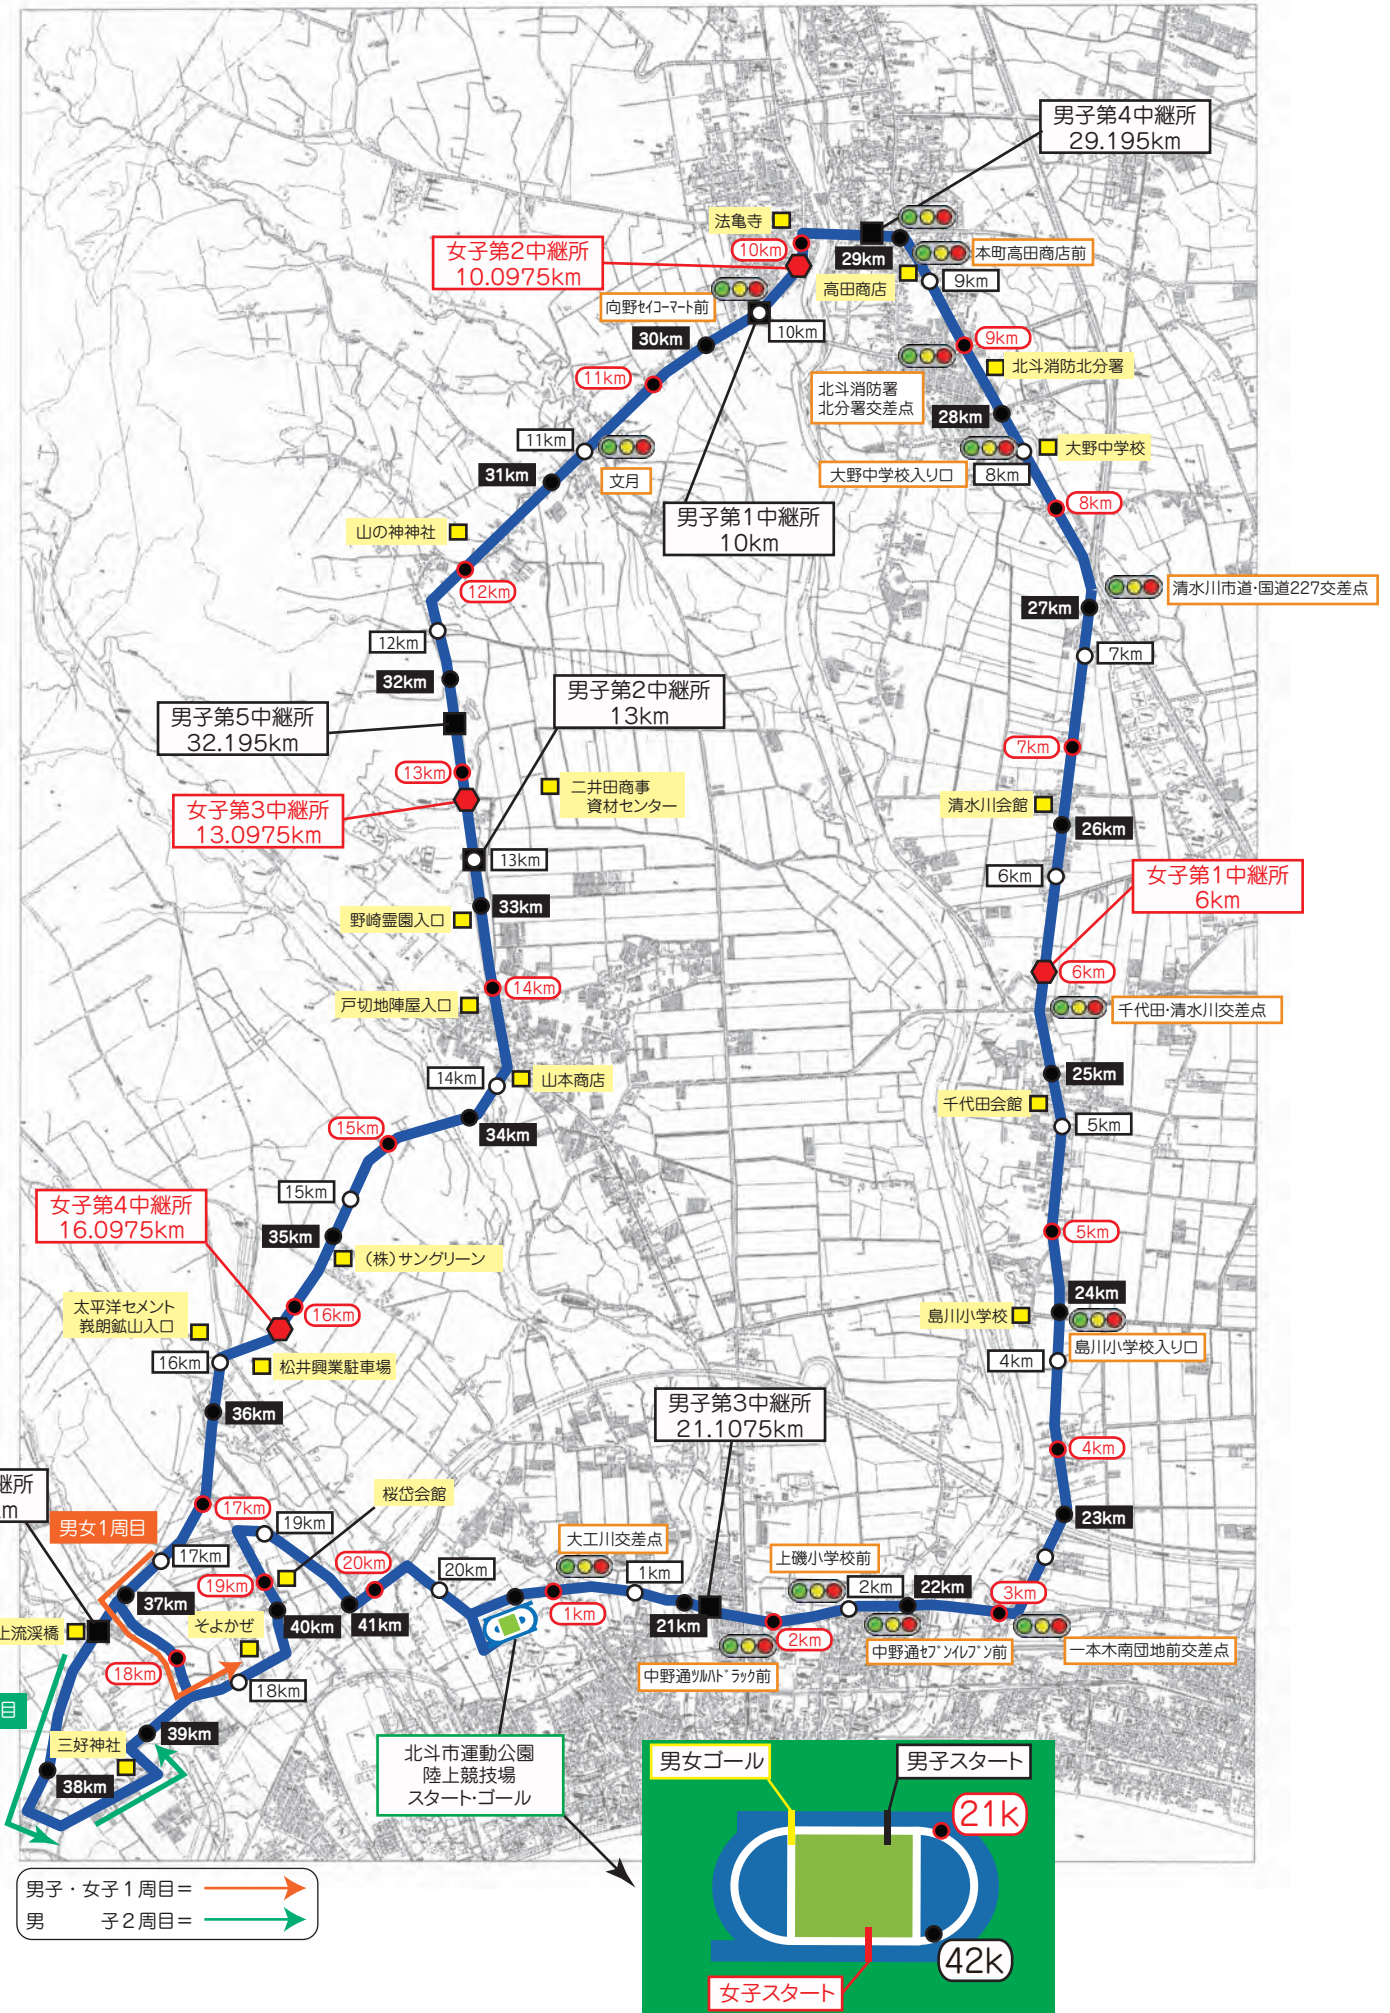 男子第4中継所
29.195km
法亀寺
10km
女子第2中継所
10.0975km
29km
本町高田商店前
高田商店
9km
向野セイコーマート前
10km
30km
9km
11km
北斗消防北分署
北斗消防署
北分署交差点
28km
11km
大野中学校
31km
文月
大野中学校入り口
8km
8km
男子第1中継所
10km
山の神神社
12km
清水川市道・国道227交差点
27km
12km
7km
32km
男子第2中継所
13km
男子第5中継所
32.195km
7km
13km
二井田商事
資材センター
女子第3中継所
13.0975km
清水川会館
26km
13km
6km
女子第1中継所
6km
33km
野崎霊園入口
6km
14km
戸切地陣屋入口
千代田・清水川交差点
14km
山本商店
25km
千代田会館
15km
34km
5km
15km
女子第4中継所
16.0975km
35km
5km
(株)サングリーン
24km
16km
太平洋セメント
峩朗鉱山入口
島川小学校
島川小学校入り口
16km
松井興業駐車場
4km
36km
男子第3中継所
21.1075km
4km
継所
m
桜岱会館
17km
男女1周目
19km
23km
大工川交差点
17km
20km
20km
上磯小学校前
19km
1km
2km
22km
3km
37km
40km
41km
1km
21km
そよかぜ
上流渓橋
2km
中野通セブンイレブン前
一本木南団地前交差点
18km
中野通ツルハドラック前
18km
目
39km
三好神社
38km
北斗市運動公園
陸上競技場
スタート・ゴール
男女ゴール
男子スタート
21k
42k
女子スタート
男子・女子1周目=
男 子2周目=